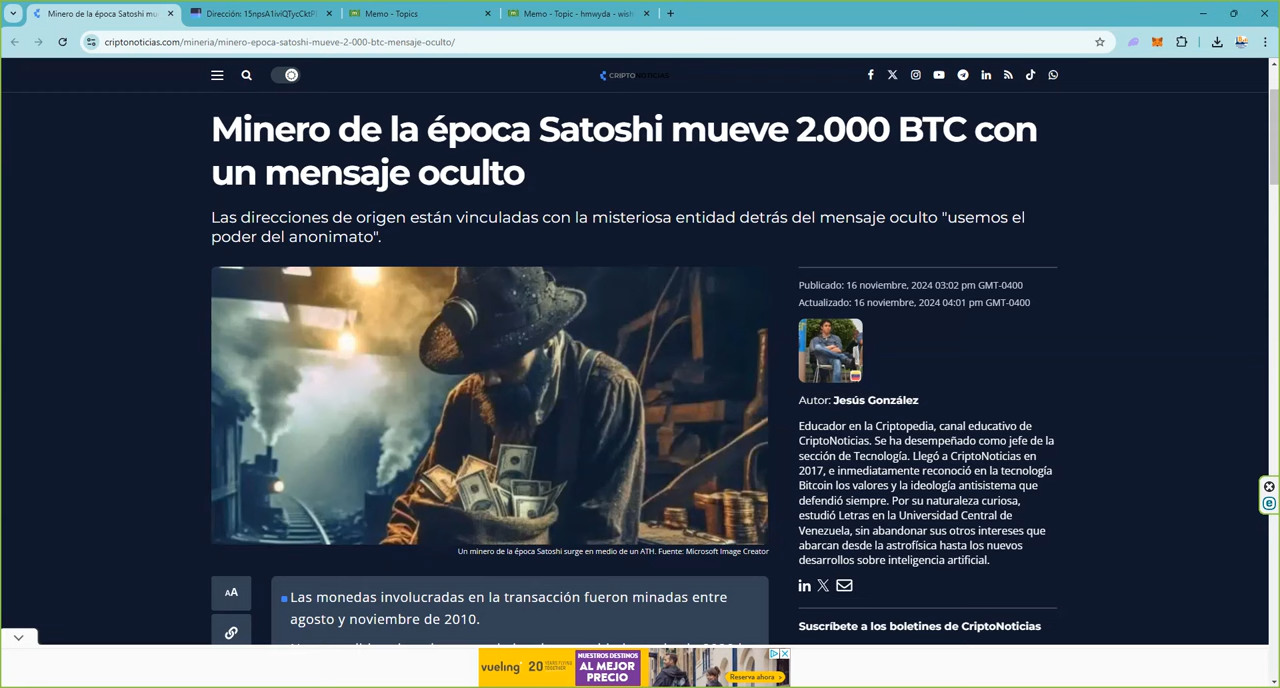 Minero de la época Satoshi mu
Dirección: 15npsA1iviQTycCktP
Memo - Topics
Memo - Topic - hmwyda - wish
criptonoticias.com/mineria/minero-epoca-satoshi-mueve-2-000-btc-mensaje-oculto/
CRIPTONOTICIAS
Minero de la época Satoshi mueve 2.000 BTC con
un mensaje oculto
Las direcciones de origen están vinculadas con la misteriosa entidad detrás del mensaje oculto "usemos el
poder del anonimato".
Un minero de la época Satoshi surge en medio de un ATH. Fuente: Microsoft Image Creator
Publicado: 16 noviembre, 2024 03:02 pm GMT-0400
Actualizado: 16 noviembre, 2024 04:01 pm GMT-0400
Autor: Jesús González
Educador en la Criptopedia, canal educativo de
CriptoNoticias. Se ha desempeñado como jefe de la
sección de Tecnología. Llegó a CriptoNoticias en
2017, e inmediatamente reconoció en la tecnología
Bitcoin los valores y la ideología antisistema que
defendió siempre. Por su naturaleza curiosa,
estudió Letras en la Universidad Central de
Venezuela, sin abandonar sus otros intereses que
abarcan desde la astrofísica hasta los nuevos
desarrollos sobre inteligencia artificial.
Suscríbete a los boletines de CriptoNoticias
AA
Las monedas involucradas en la transacción fueron minadas entre
agosto y noviembre de 2010.
vueling
20 YEARS FLYING TOGETHER
NUESTROS DESTINOS
AL MEJOR
PRECIO
Reserva ahora